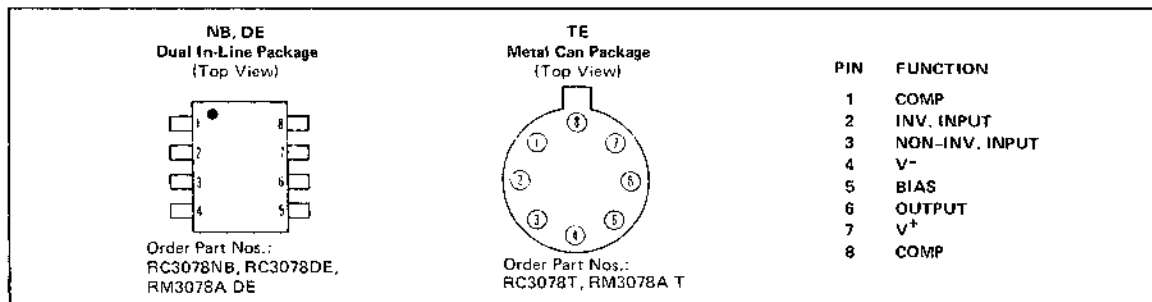 NB, DE
Dual In-Line Package
(Top View)
1 8
2 7
3 6
4 5
Order Part Nos.:
RC3078NB, RC3078DE,
RM3078A DE
TE
Metal Can Package
(Top View)
8
1 7
2 6
3 5
4
Order Part Nos.:
RC3078T, RM3078A T
PIN FUNCTION
1 COMP
2 INV. INPUT
3 NON-INV. INPUT
4 V-
5 BIAS
6 OUTPUT
7 V+
8 COMP